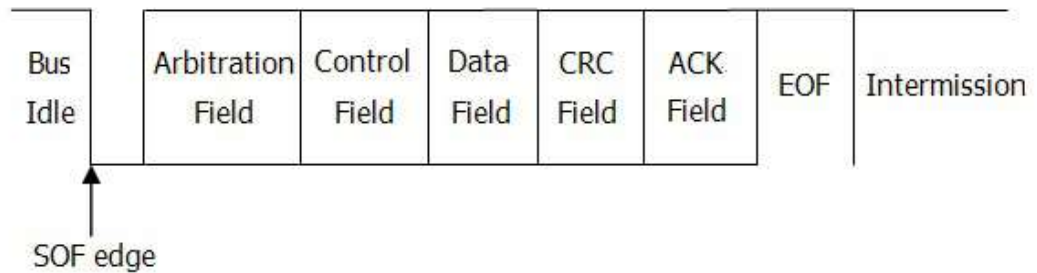 Bus Idle
Arbitration Field
Control Field
Data Field
CRC Field
ACK Field
EOF
Intermission
SOF edge